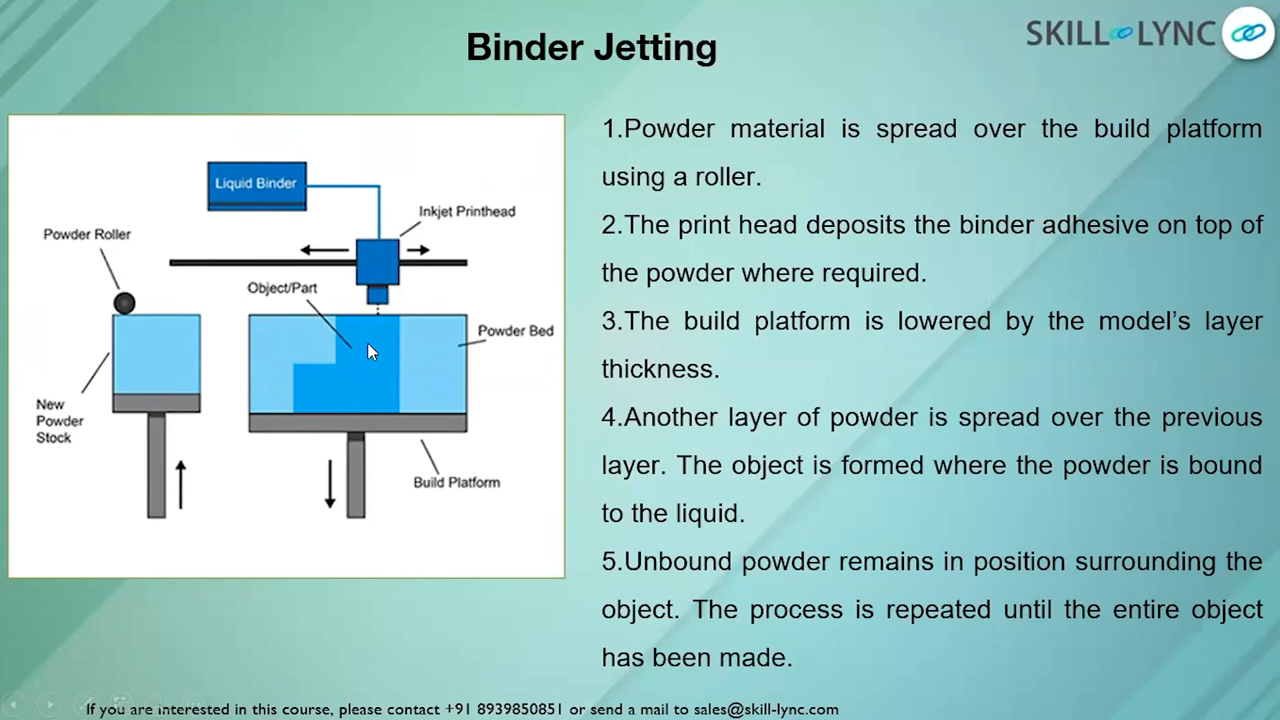 Binder Jetting
SKILL LYNC
Liquid Binder
Inkjet Printhead
Powder Roller
Object/Part
Powder Bed
New
Powder
Stock
Build Platform
1.Powder material is spread over the build platform
using a roller.
2.The print head deposits the binder adhesive on top of
the powder where required.
3.The build platform is lowered by the model’s layer
thickness.
4.Another layer of powder is spread over the previous
layer. The object is formed where the powder is bound
to the liquid.
5.Unbound powder remains in position surrounding the
object. The process is repeated until the entire object
has been made.
If you are interested in this course, please contact +91 8939850851 or send a mail to sales@skill-lync.com